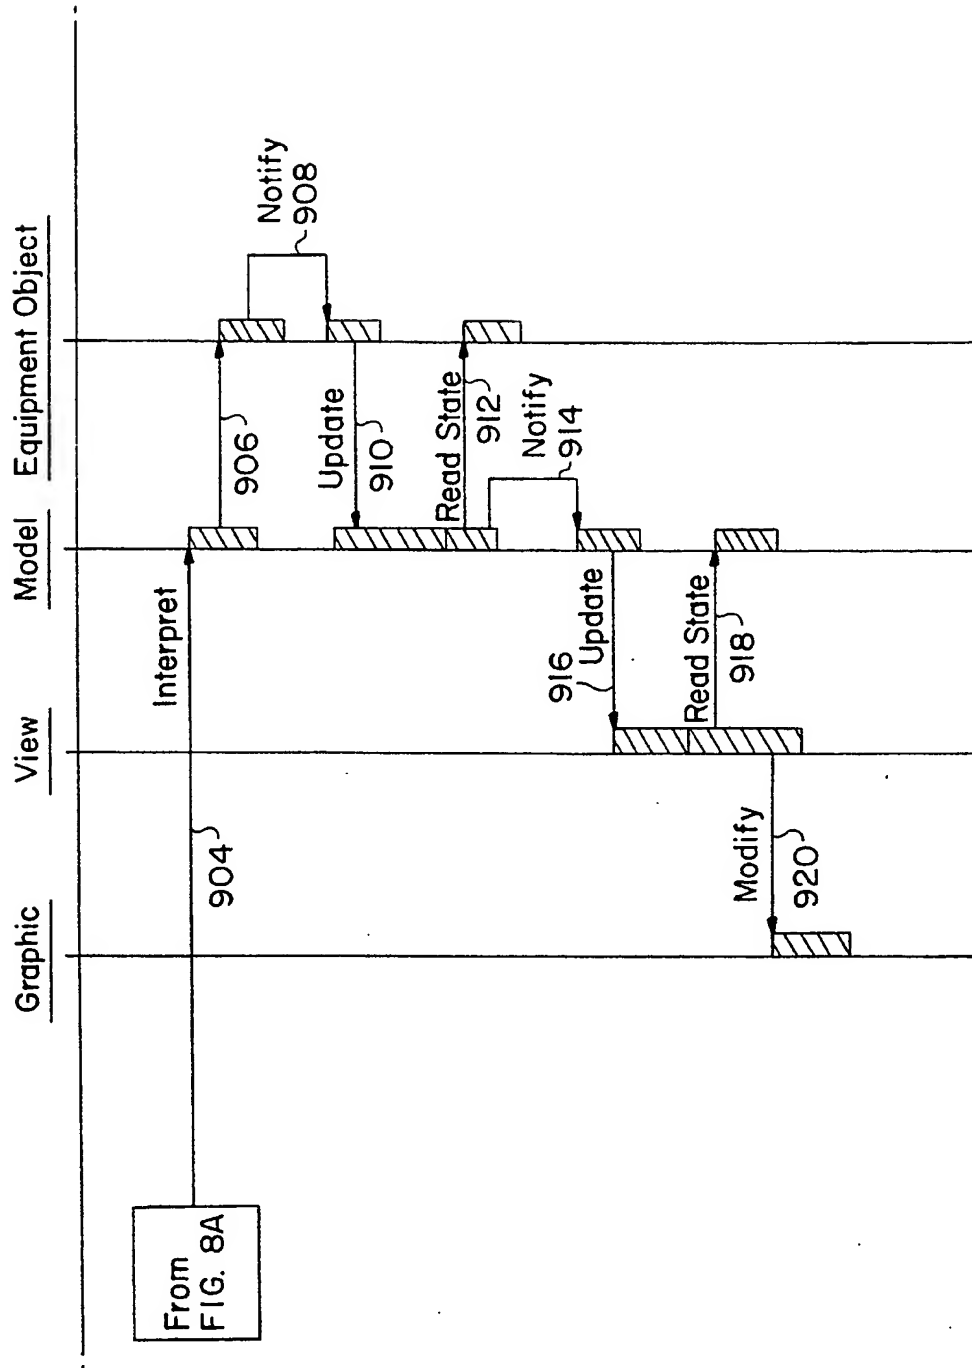 Graphic
View
Model
Equipment Object
From
FIG. 8A
904
Interpret
906
Notify
908
Update
910
Read State
912
Notify
914
916
Update
Read State
918
Modify
920